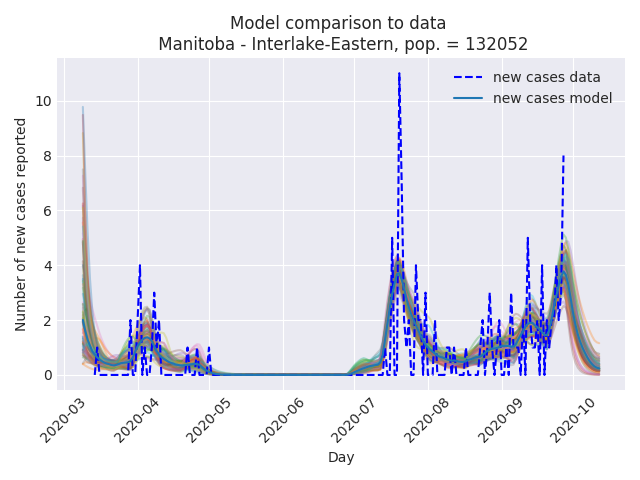 Model comparison to data
Manitoba - Interlake-Eastern, pop. = 132052
new cases data
new cases model
Number of new cases reported
10
8
6
4
2
0
2020-03
2020-04
2020-05
2020-06
2020-07
2020-08
2020-09
2020-10
Day